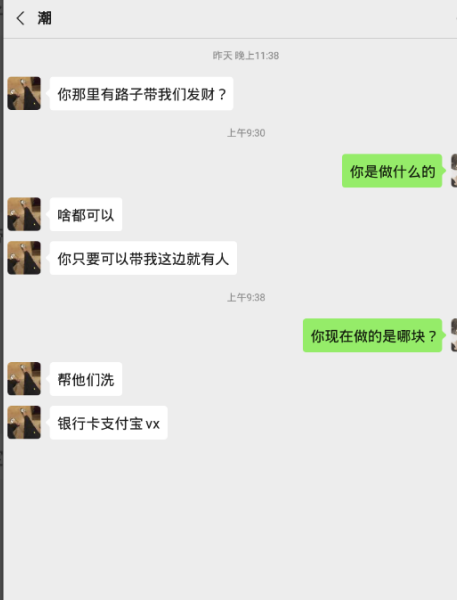 潮
昨天 晚上11:38
你那里有路子带我们发财？
上午9:30
你是做什么的
啥都可以
你只要可以带我这边就有人
上午9:38
你现在做的是哪块？
帮他们洗
银行卡支付宝vx